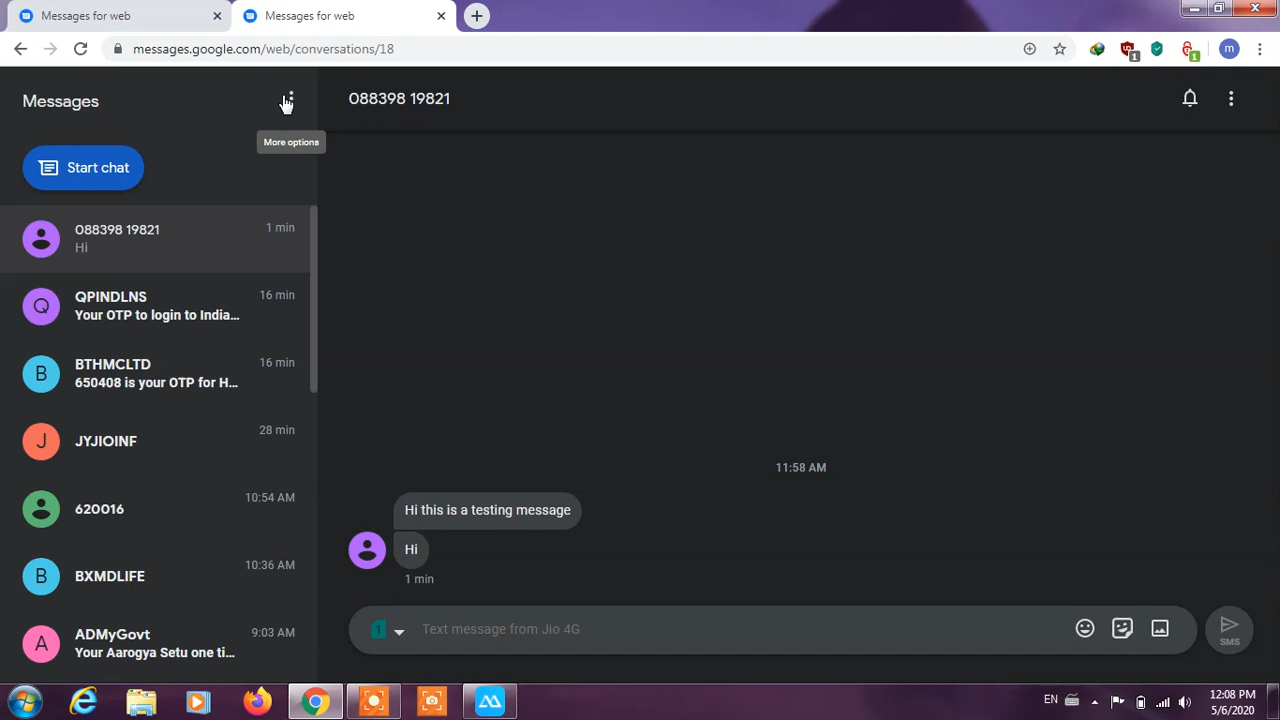 Messages for web
Messages for web
messages.google.com/web/conversations/18
1
1
m
Messages
More options
Start chat
088398 19821
1 min
Hi
Q
QPINDLNS
16 min
Your OTP to login to India...
B
BTHMCLTD
16 min
650408 is your OTP for H...
J
JYJIOINF
28 min
620016
10:54 AM
B
BXMDLIFE
10:36 AM
A
ADMyGovt
9:03 AM
Your Aarogya Setu one ti...
088398 19821
11:58 AM
Hi this is a testing message
Hi
1 min
1
Text message from Jio 4G
SMS
EN
12:08 PM
5/6/2020